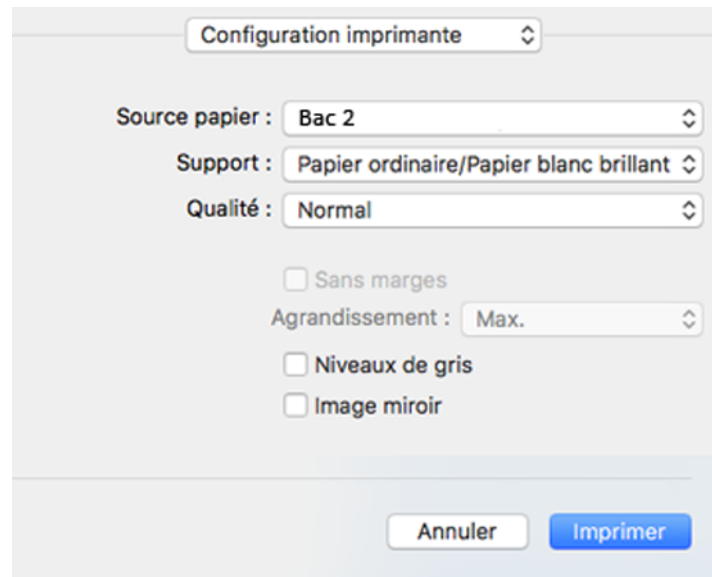 Configuration imprimante
Source papier : Bac 2
Support : Papier ordinaire/Papier blanc brillant
Qualité : Normal
Sans marges
Agrandissement : Max.
Niveaux de gris
Image miroir
Annuler Imprimer